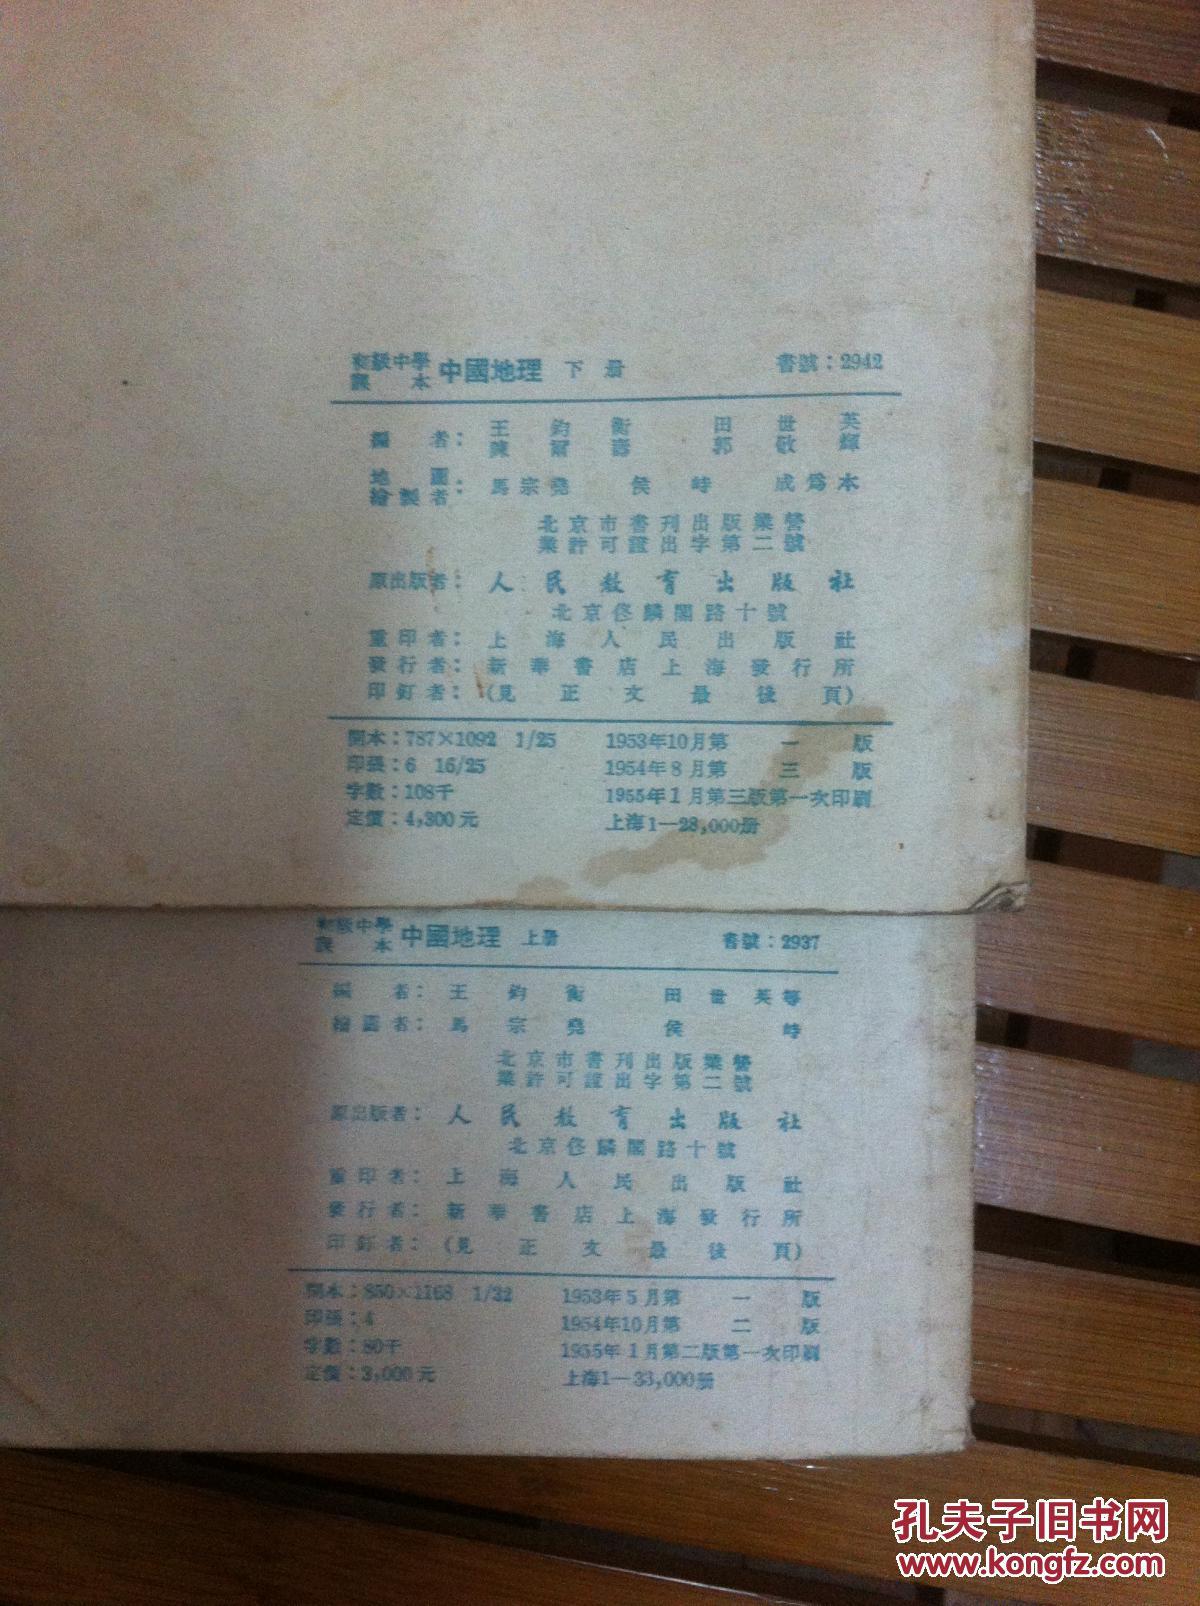 初級中學課本 中國地理 下册 書號:2942
編者: 王鈞衡 田世英
陳爾壽 郭敬輝
地圖繪製者: 馬宗堯 侯峙 成爲本
北京市書刊出版業營
業許可證出字第二號
原出版者: 人民教育出版社
北京佟麟閣路十號
重印者: 上海人民出版社
發行者: 新華書店上海發行所
印訂者: (見正文最後頁)
開本:787×1092 1/25 1953年10月第一版
印張:6 16/25 1954年8月第三版
字數:108千 1955年1月第三版第一次印刷
定價:4,300元 上海1—28,000册
初級中學課本 中國地理 上册 書號:2937
編者: 王鈞衡 田世英等
繪圖者: 馬宗堯 侯峙
北京市書刊出版業營
業許可證出字第二號
原出版者: 人民教育出版社
北京佟麟閣路十號
重印者: 上海人民出版社
發行者: 新華書店上海發行所
印訂者: (見正文最後頁)
開本:850×1168 1/32 1953年5月第一版
印張:4 1954年10月第二版
字數:80千 1955年1月第二版第一次印刷
定價:3,000元 上海1—33,000册
孔夫子旧书网
www.kongfz.com